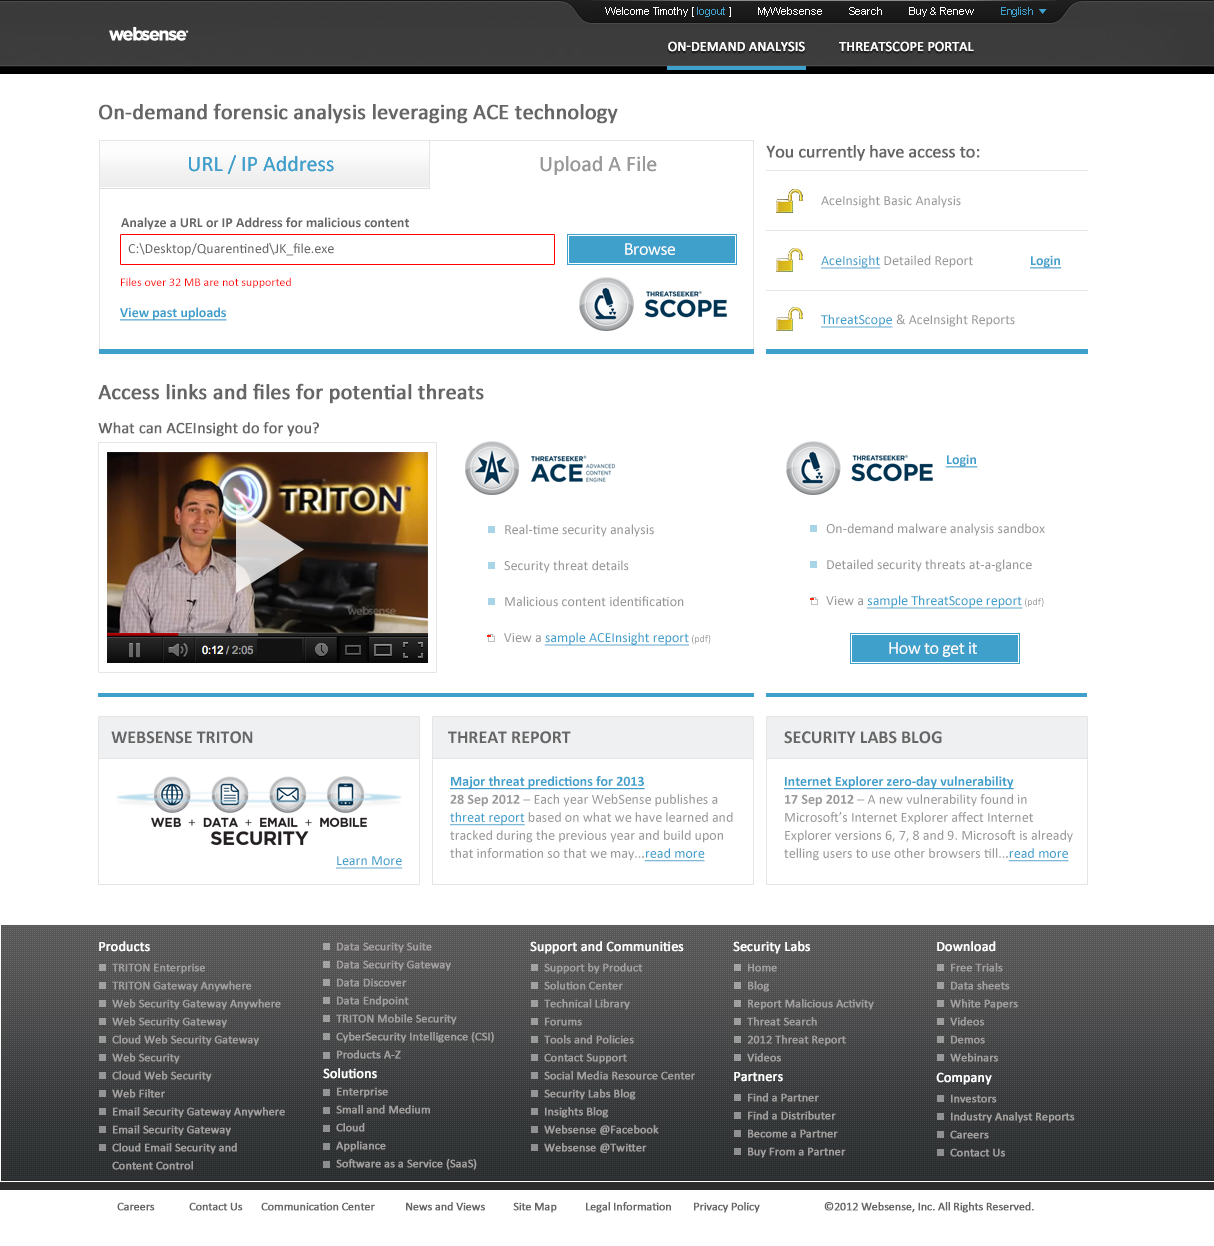 Welcome Timothy [ logout ] MyWebsense Search Buy & Renew English
websense
ON-DEMAND ANALYSIS THREATSCOPE PORTAL
On-demand forensic analysis leveraging ACE technology
URL / IP Address
Upload A File
Analyze a URL or IP Address for malicious content
C:\Desktop/Quarentined\JK_file.exe
Browse
Files over 32 MB are not supported
THREATSEEKER®
SCOPE
View past uploads
You currently have access to:
AceInsight Basic Analysis
AceInsight Detailed Report Login
ThreatScope & AceInsight Reports
Access links and files for potential threats
What can ACEInsight do for you?
TRITON™
websense
0:12 / 2:05
THREATSEEKER®
ACE ADVANCED
CONTENT
ENGINE
Real-time security analysis
Security threat details
Malicious content identification
View a sample ACEInsight report (pdf)
THREATSEEKER®
SCOPE
Login
On-demand malware analysis sandbox
Detailed security threats at-a-glance
View a sample ThreatScope report (pdf)
How to get it
WEBSENSE TRITON
WEB + DATA + EMAIL + MOBILE
SECURITY
Learn More
THREAT REPORT
Major threat predictions for 2013
28 Sep 2012 – Each year WebSense publishes a
threat report based on what we have learned and
tracked during the previous year and build upon
that information so that we may...read more
SECURITY LABS BLOG
Internet Explorer zero-day vulnerability
17 Sep 2012 – A new vulnerability found in
Microsoft's Internet Explorer affect Internet
Explorer versions 6, 7, 8 and 9. Microsoft is already
telling users to use other browsers till...read more
Products
TRITON Enterprise
TRITON Gateway Anywhere
Web Security Gateway Anywhere
Web Security Gateway
Cloud Web Security Gateway
Web Security
Cloud Web Security
Web Filter
Email Security Gateway Anywhere
Email Security Gateway
Cloud Email Security and
Content Control
Data Security Suite
Data Security Gateway
Data Discover
Data Endpoint
TRITON Mobile Security
CyberSecurity Intelligence (CSI)
Products A-Z
Solutions
Enterprise
Small and Medium
Cloud
Appliance
Software as a Service (SaaS)
Support and Communities
Support by Product
Solution Center
Technical Library
Forums
Tools and Policies
Contact Support
Social Media Resource Center
Security Labs Blog
Insights Blog
Websense @Facebook
Websense @Twitter
Security Labs
Home
Blog
Report Malicious Activity
Threat Search
2012 Threat Report
Videos
Partners
Find a Partner
Find a Distributer
Become a Partner
Buy From a Partner
Download
Free Trials
Data sheets
White Papers
Videos
Demos
Webinars
Company
Investors
Industry Analyst Reports
Careers
Contact Us
Careers Contact Us Communication Center News and Views Site Map Legal Information Privacy Policy ©2012 Websense, Inc. All Rights Reserved.